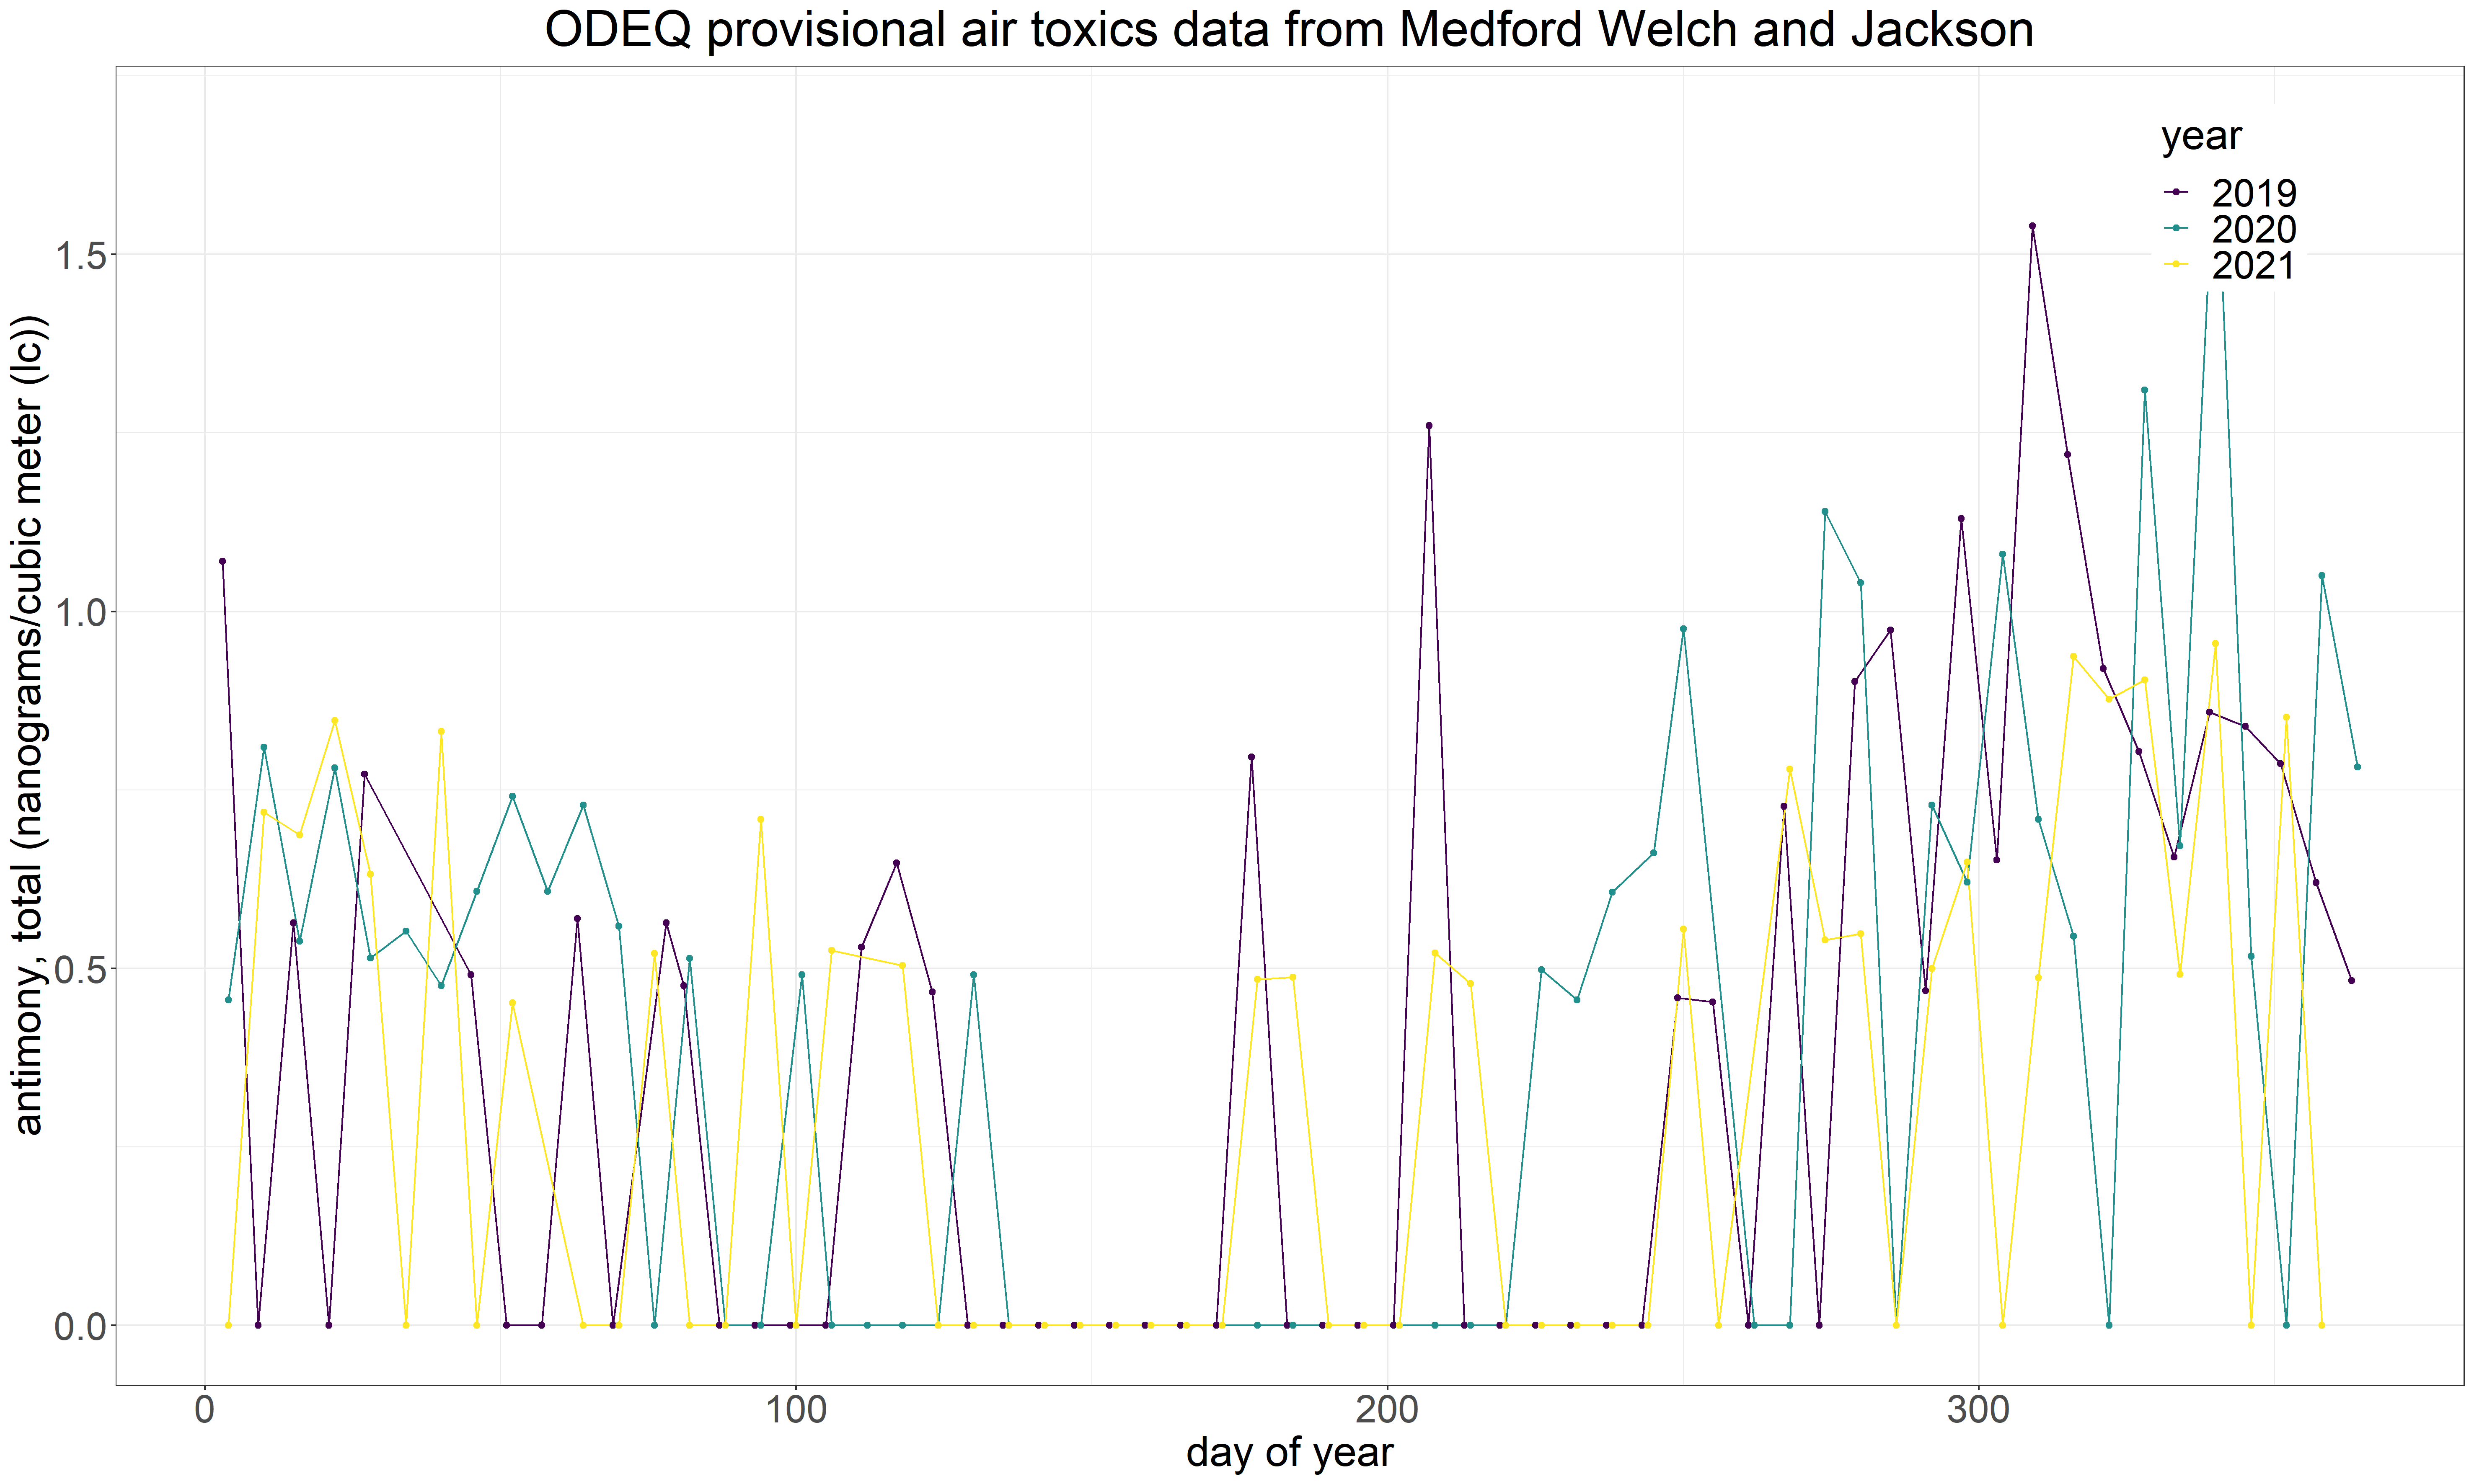 ODEQ provisional air toxics data from Medford Welch and Jackson
antimony, total (nanograms/cubic meter (lc))
1.5
1.0
0.5
0.0
year
2019
2020
2021
0 100 200 300
day of year